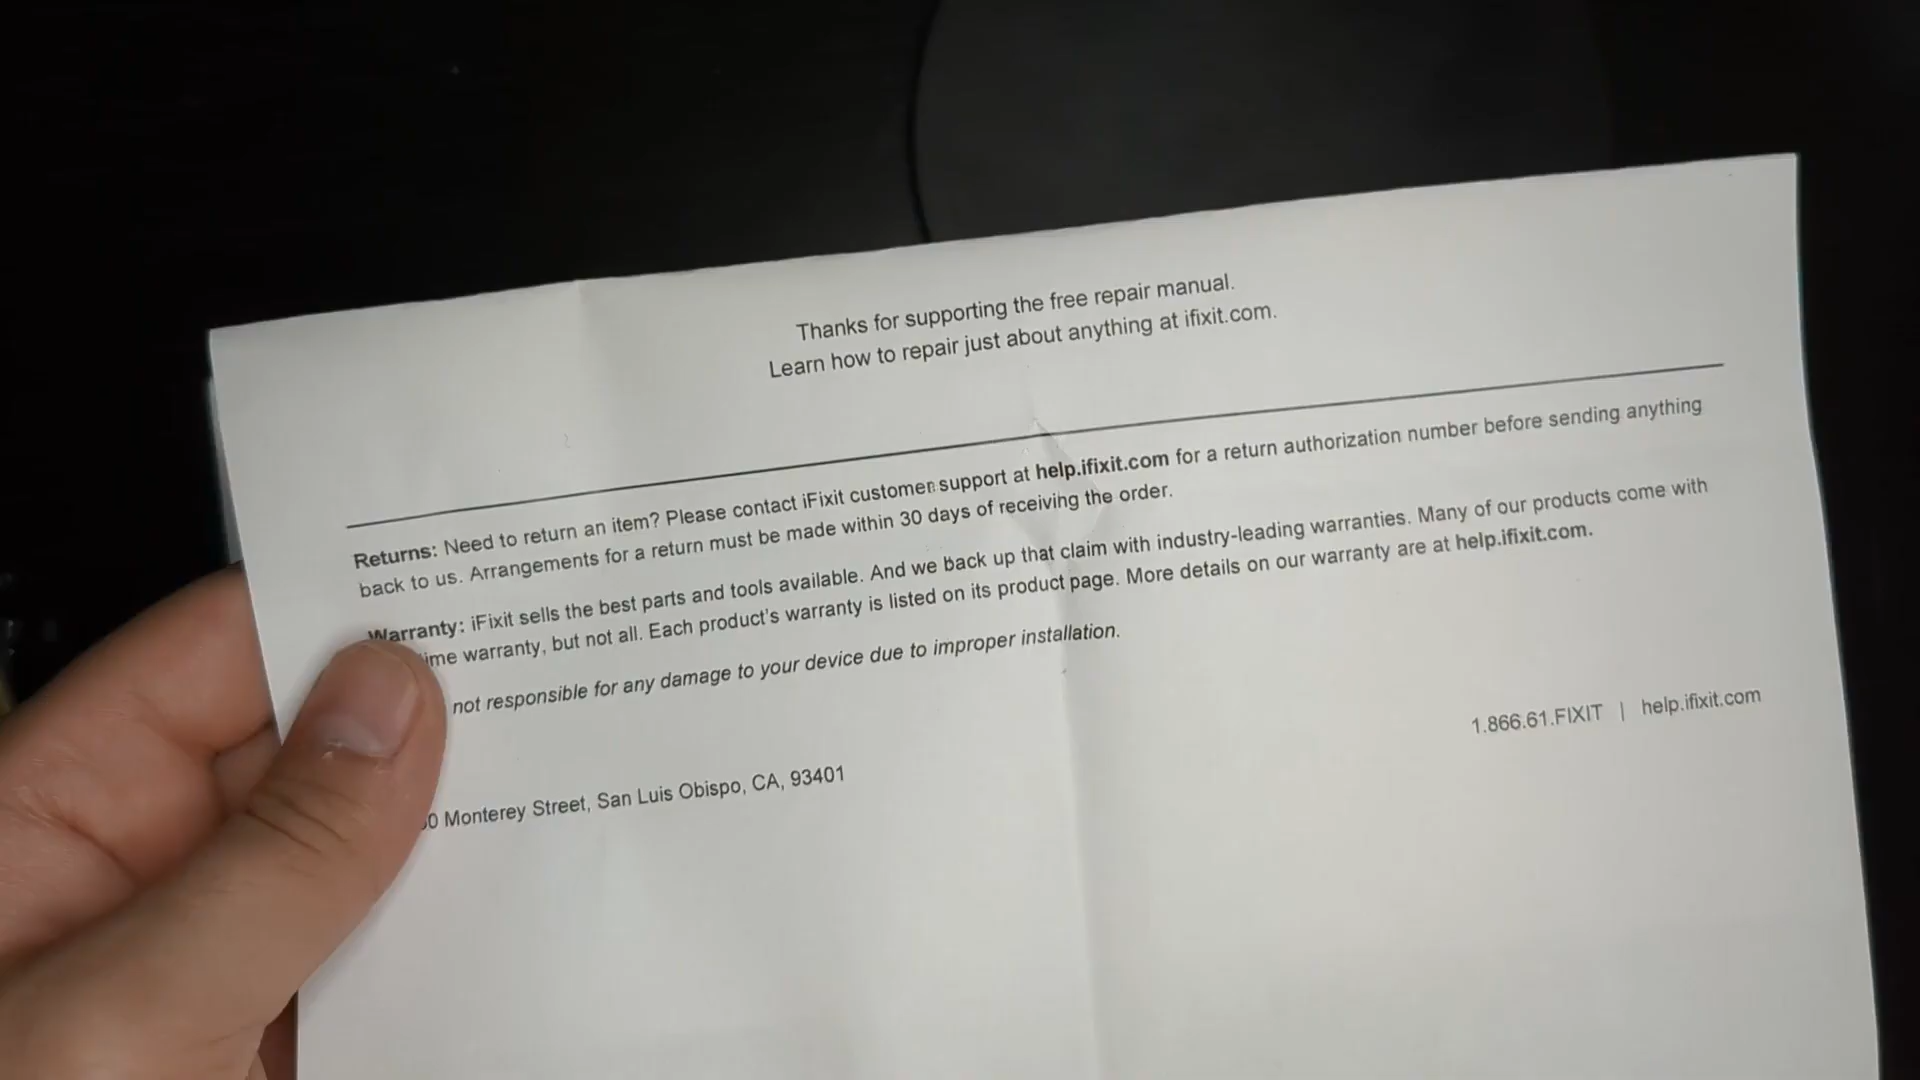 Thanks for supporting the free repair manual.
Learn how to repair just about anything at ifixit.com.
Returns: Need to return an item? Please contact iFixit customer support at help.ifixit.com for a return authorization number before sending anything
back to us. Arrangements for a return must be made within 30 days of receiving the order.
Warranty: iFixit sells the best parts and tools available. And we back up that claim with industry-leading warranties. Many of our products come with
warranty, but not all. Each product's warranty is listed on its product page. More details on our warranty are at help.ifixit.com.
not responsible for any damage to your device due to improper installation.
1.866.61.FIXIT | help.ifixit.com
Monterey Street, San Luis Obispo, CA, 93401